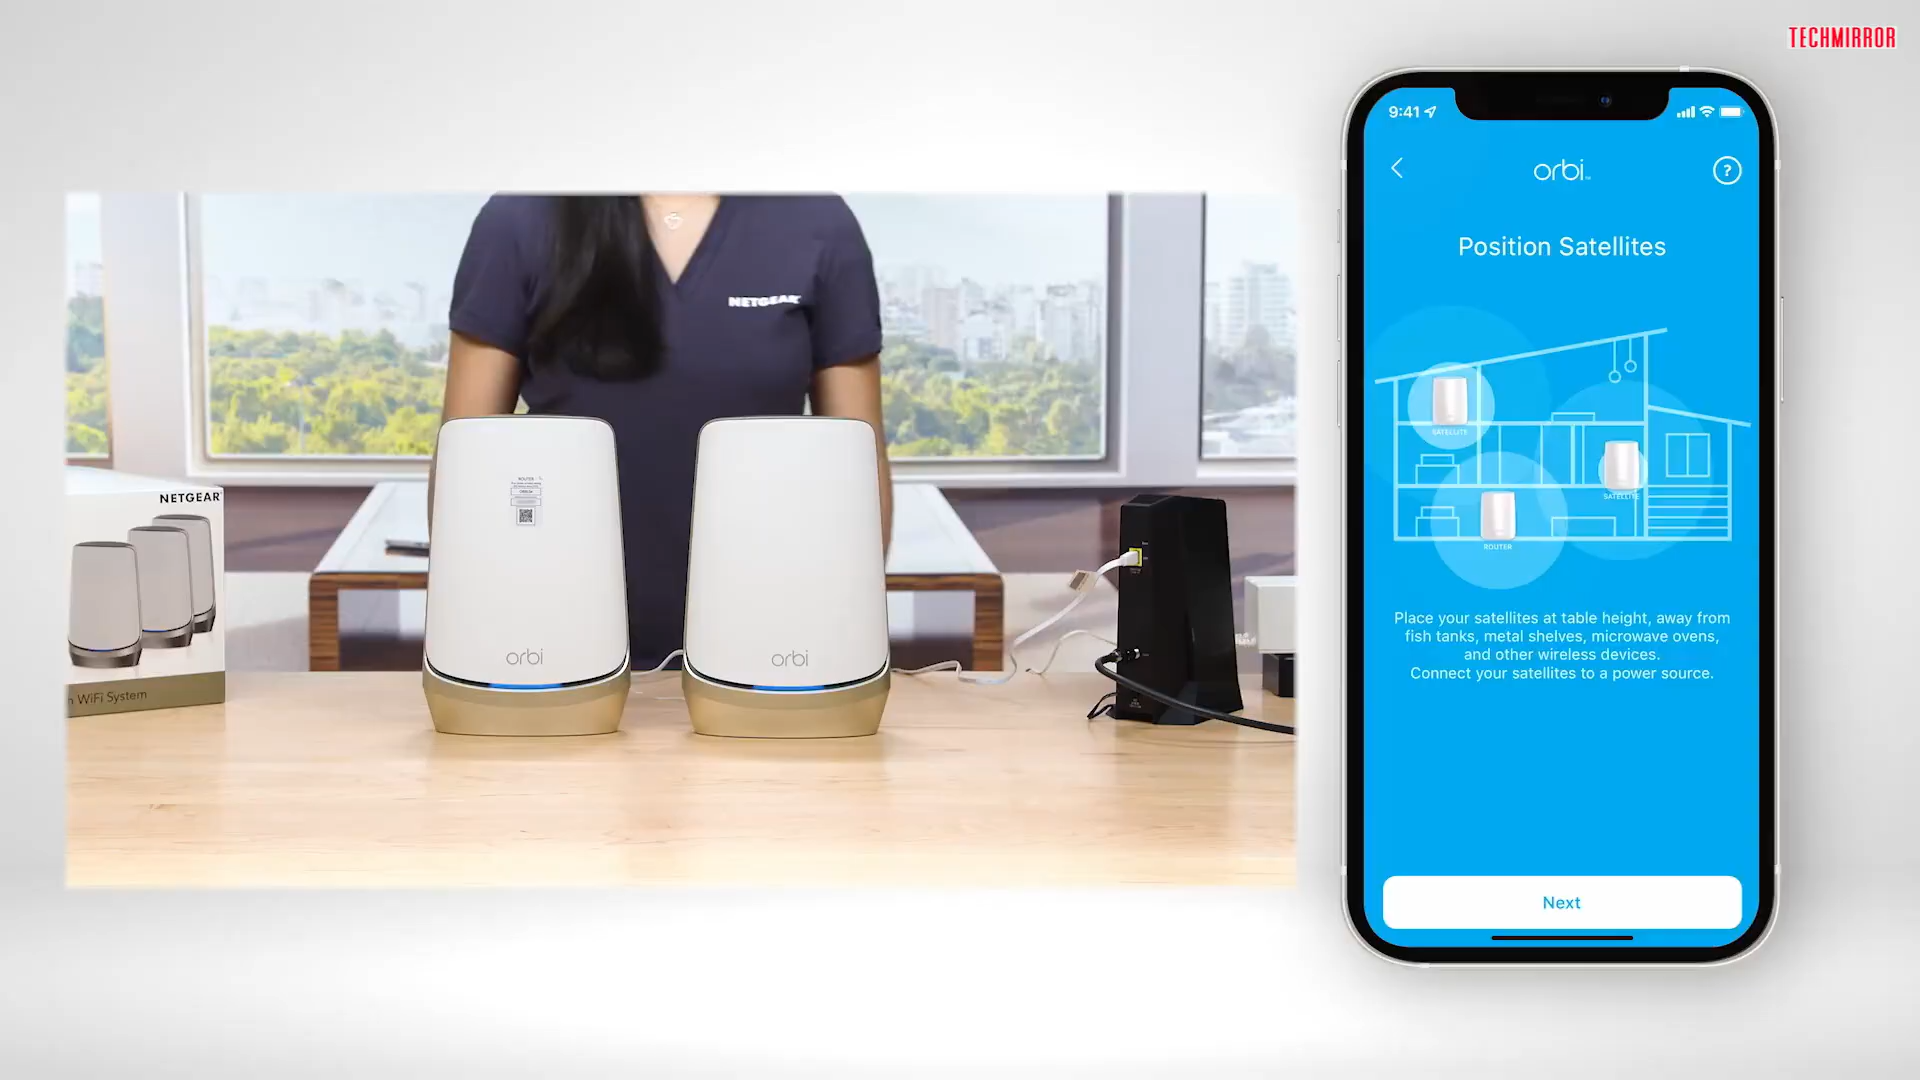 TECHMIRROR
NETGEAR
NETGEAR
n WiFi System
ROUTER
orbi
orbi
9:41
orbi
?
Position Satellites
SATELLITE
SATELLITE
ROUTER
Place your satellites at table height, away from
fish tanks, metal shelves, microwave ovens,
and other wireless devices.
Connect your satellites to a power source.
Next